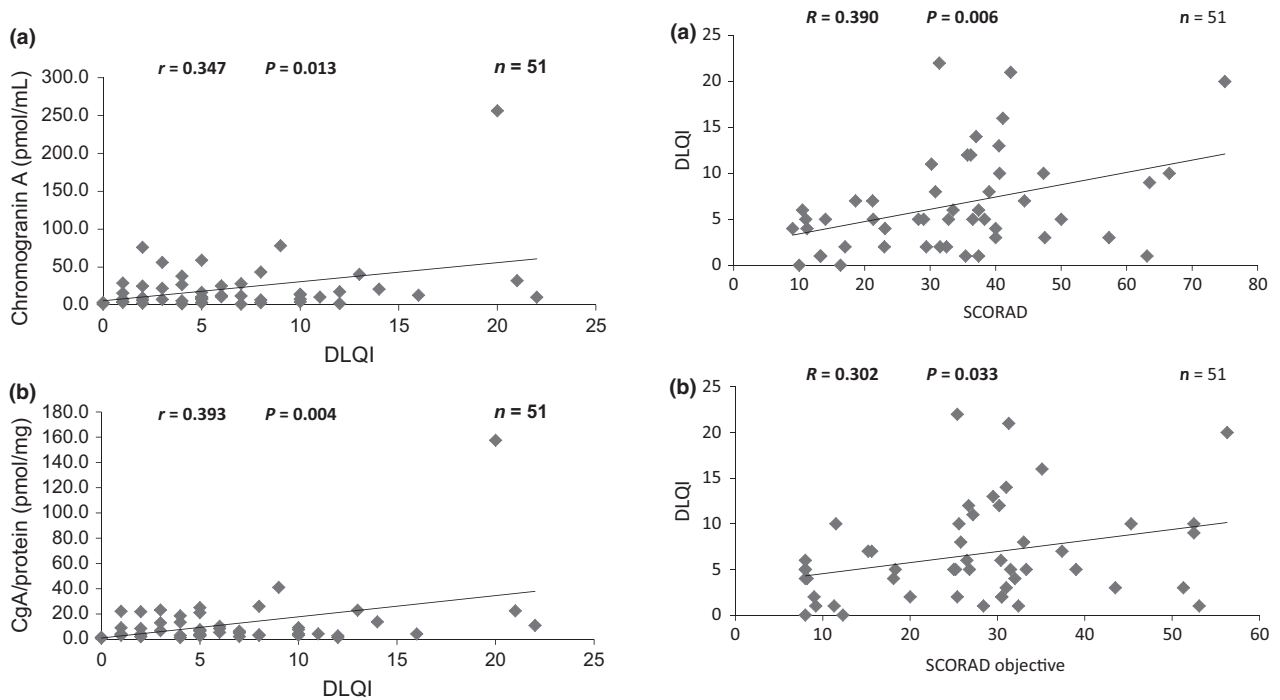 (a)
r = 0.347 P = 0.013 n = 51
Chromogranin A (pmol/mL)
300.0
250.0
200.0
150.0
100.0
50.0
0.0
0 5 10 15 20 25
DLQI
(b)
r = 0.393 P = 0.004 n = 51
CgA/protein (pmol/mg)
180.0
160.0
140.0
120.0
100.0
80.0
60.0
40.0
20.0
0.0
0 5 10 15 20 25
DLQI
(a)
R = 0.390 P = 0.006 n = 51
DLQI
25
20
15
10
5
0
0 10 20 30 40 50 60 70 80
SCORAD
(b)
R = 0.302 P = 0.033 n = 51
DLQI
25
20
15
10
5
0
0 10 20 30 40 50 60
SCORAD objective